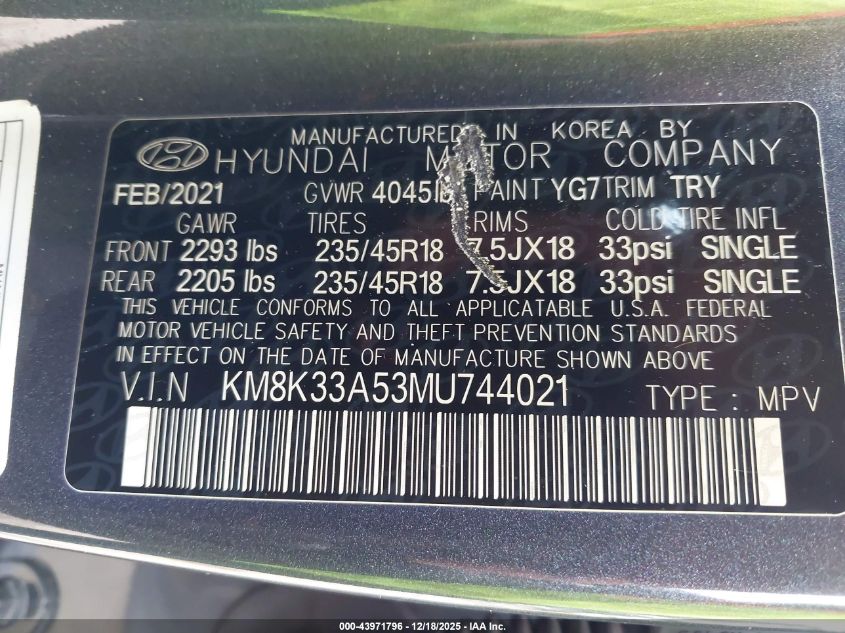 MANUFACTURED IN KOREA BY
HYUNDAI MOTOR COMPANY
FEB/2021 GVWR 4045lbs PAINT YG7 TRIM TRY
GAWR TIRES RIMS COLD TIRE INFL
FRONT 2293 lbs 235/45R18 7.5JX18 33psi SINGLE
REAR 2205 lbs 235/45R18 7.5JX18 33psi SINGLE
THIS VEHICLE CONFORMS TO ALL APPLICATABLE U.S.A. FEDERAL
MOTOR VEHICLE SAFETY AND THEFT PREVENTION STANDARDS
IN EFFECT ON THE DATE OF MANUFACTURE SHOWN ABOVE
V.I.N KM8K33A53MU744021 TYPE : MPV
000-43971796 - 12/18/2025 - IAA Inc.